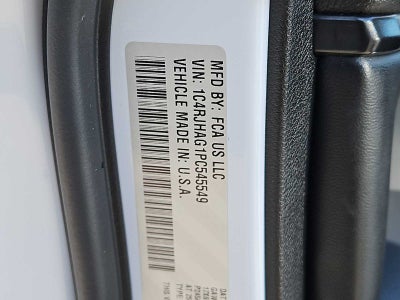 MFD BY: FCA US LLC
VIN: 1C4RJHAG1PC545549
VEHICLE MADE IN: U.S.A.